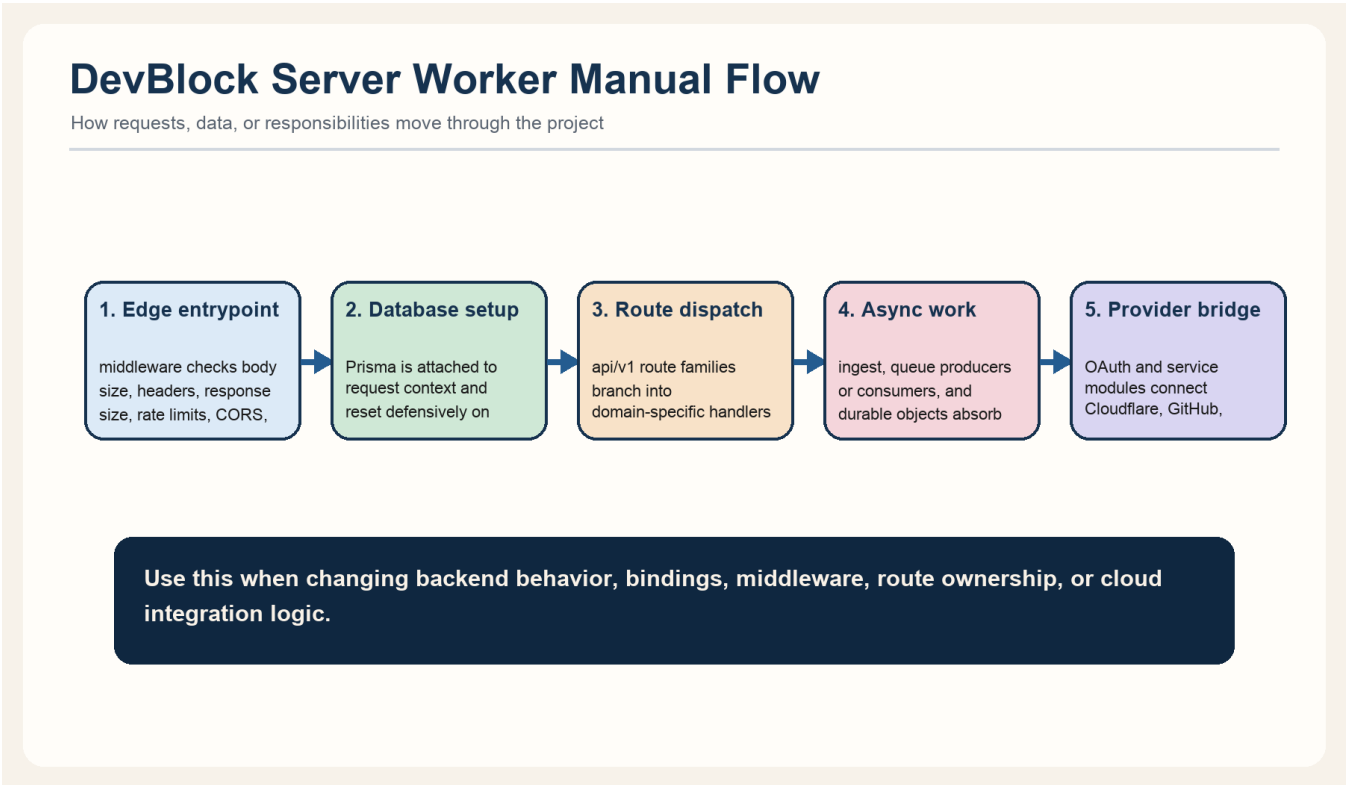 DevBlock Server Worker Manual Flow
How requests, data, or responsibilities move through the project
1. Edge entrypoint
middleware checks body
size, headers, response
size, rate limits, CORS,
2. Database setup
Prisma is attached to
request context and
reset defensively on
3. Route dispatch
api/v1 route families
branch into
domain-specific handlers
4. Async work
ingest, queue producers
or consumers, and
durable objects absorb
5. Provider bridge
OAuth and service
modules connect
Cloudflare, GitHub,
Use this when changing backend behavior, bindings, middleware, route ownership, or cloud
integration logic.